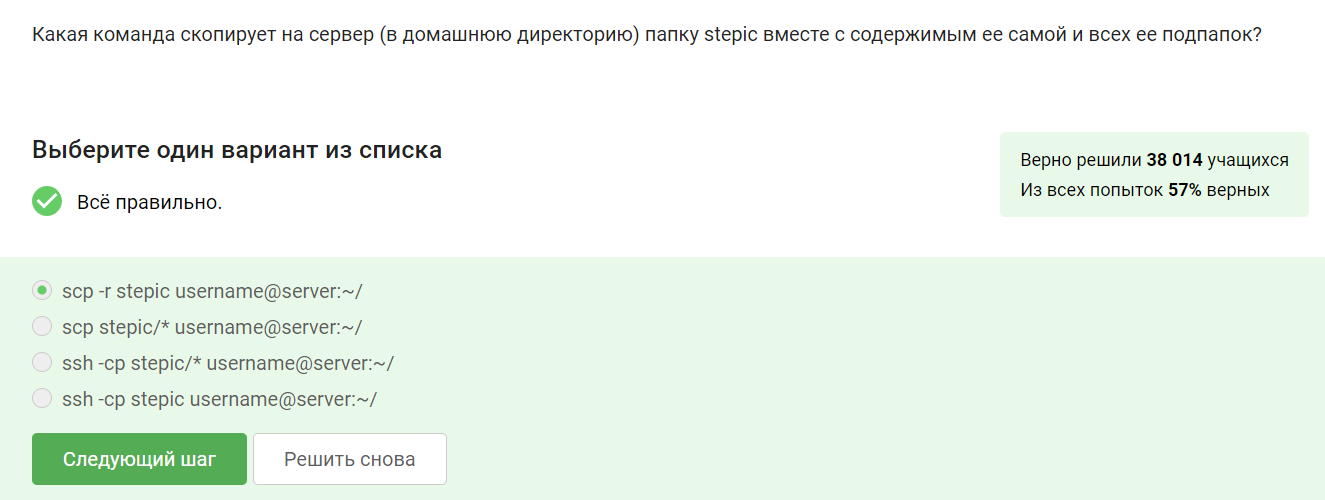 Какая команда скопирует на сервер (в домашнюю директорию) папку stepic вместе с содержимым ее самой и всех ее подпапок?
Выберите один вариант из списка
Всё правильно.
Верно решили 38 014 учащихся
Из всех попыток 57% верных
scp -r stepic username@server:~/
scp stepic/* username@server:~/
ssh -cp stepic/* username@server:~/
ssh -cp stepic username@server:~/
Следующий шаг
Решить снова